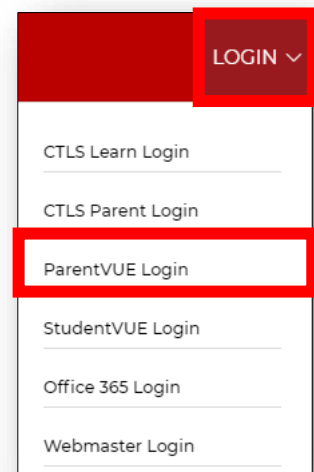 LOGIN
CTLS Learn Login
CTLS Parent Login
ParentVUE Login
StudentVUE Login
Office 365 Login
Webmaster Login